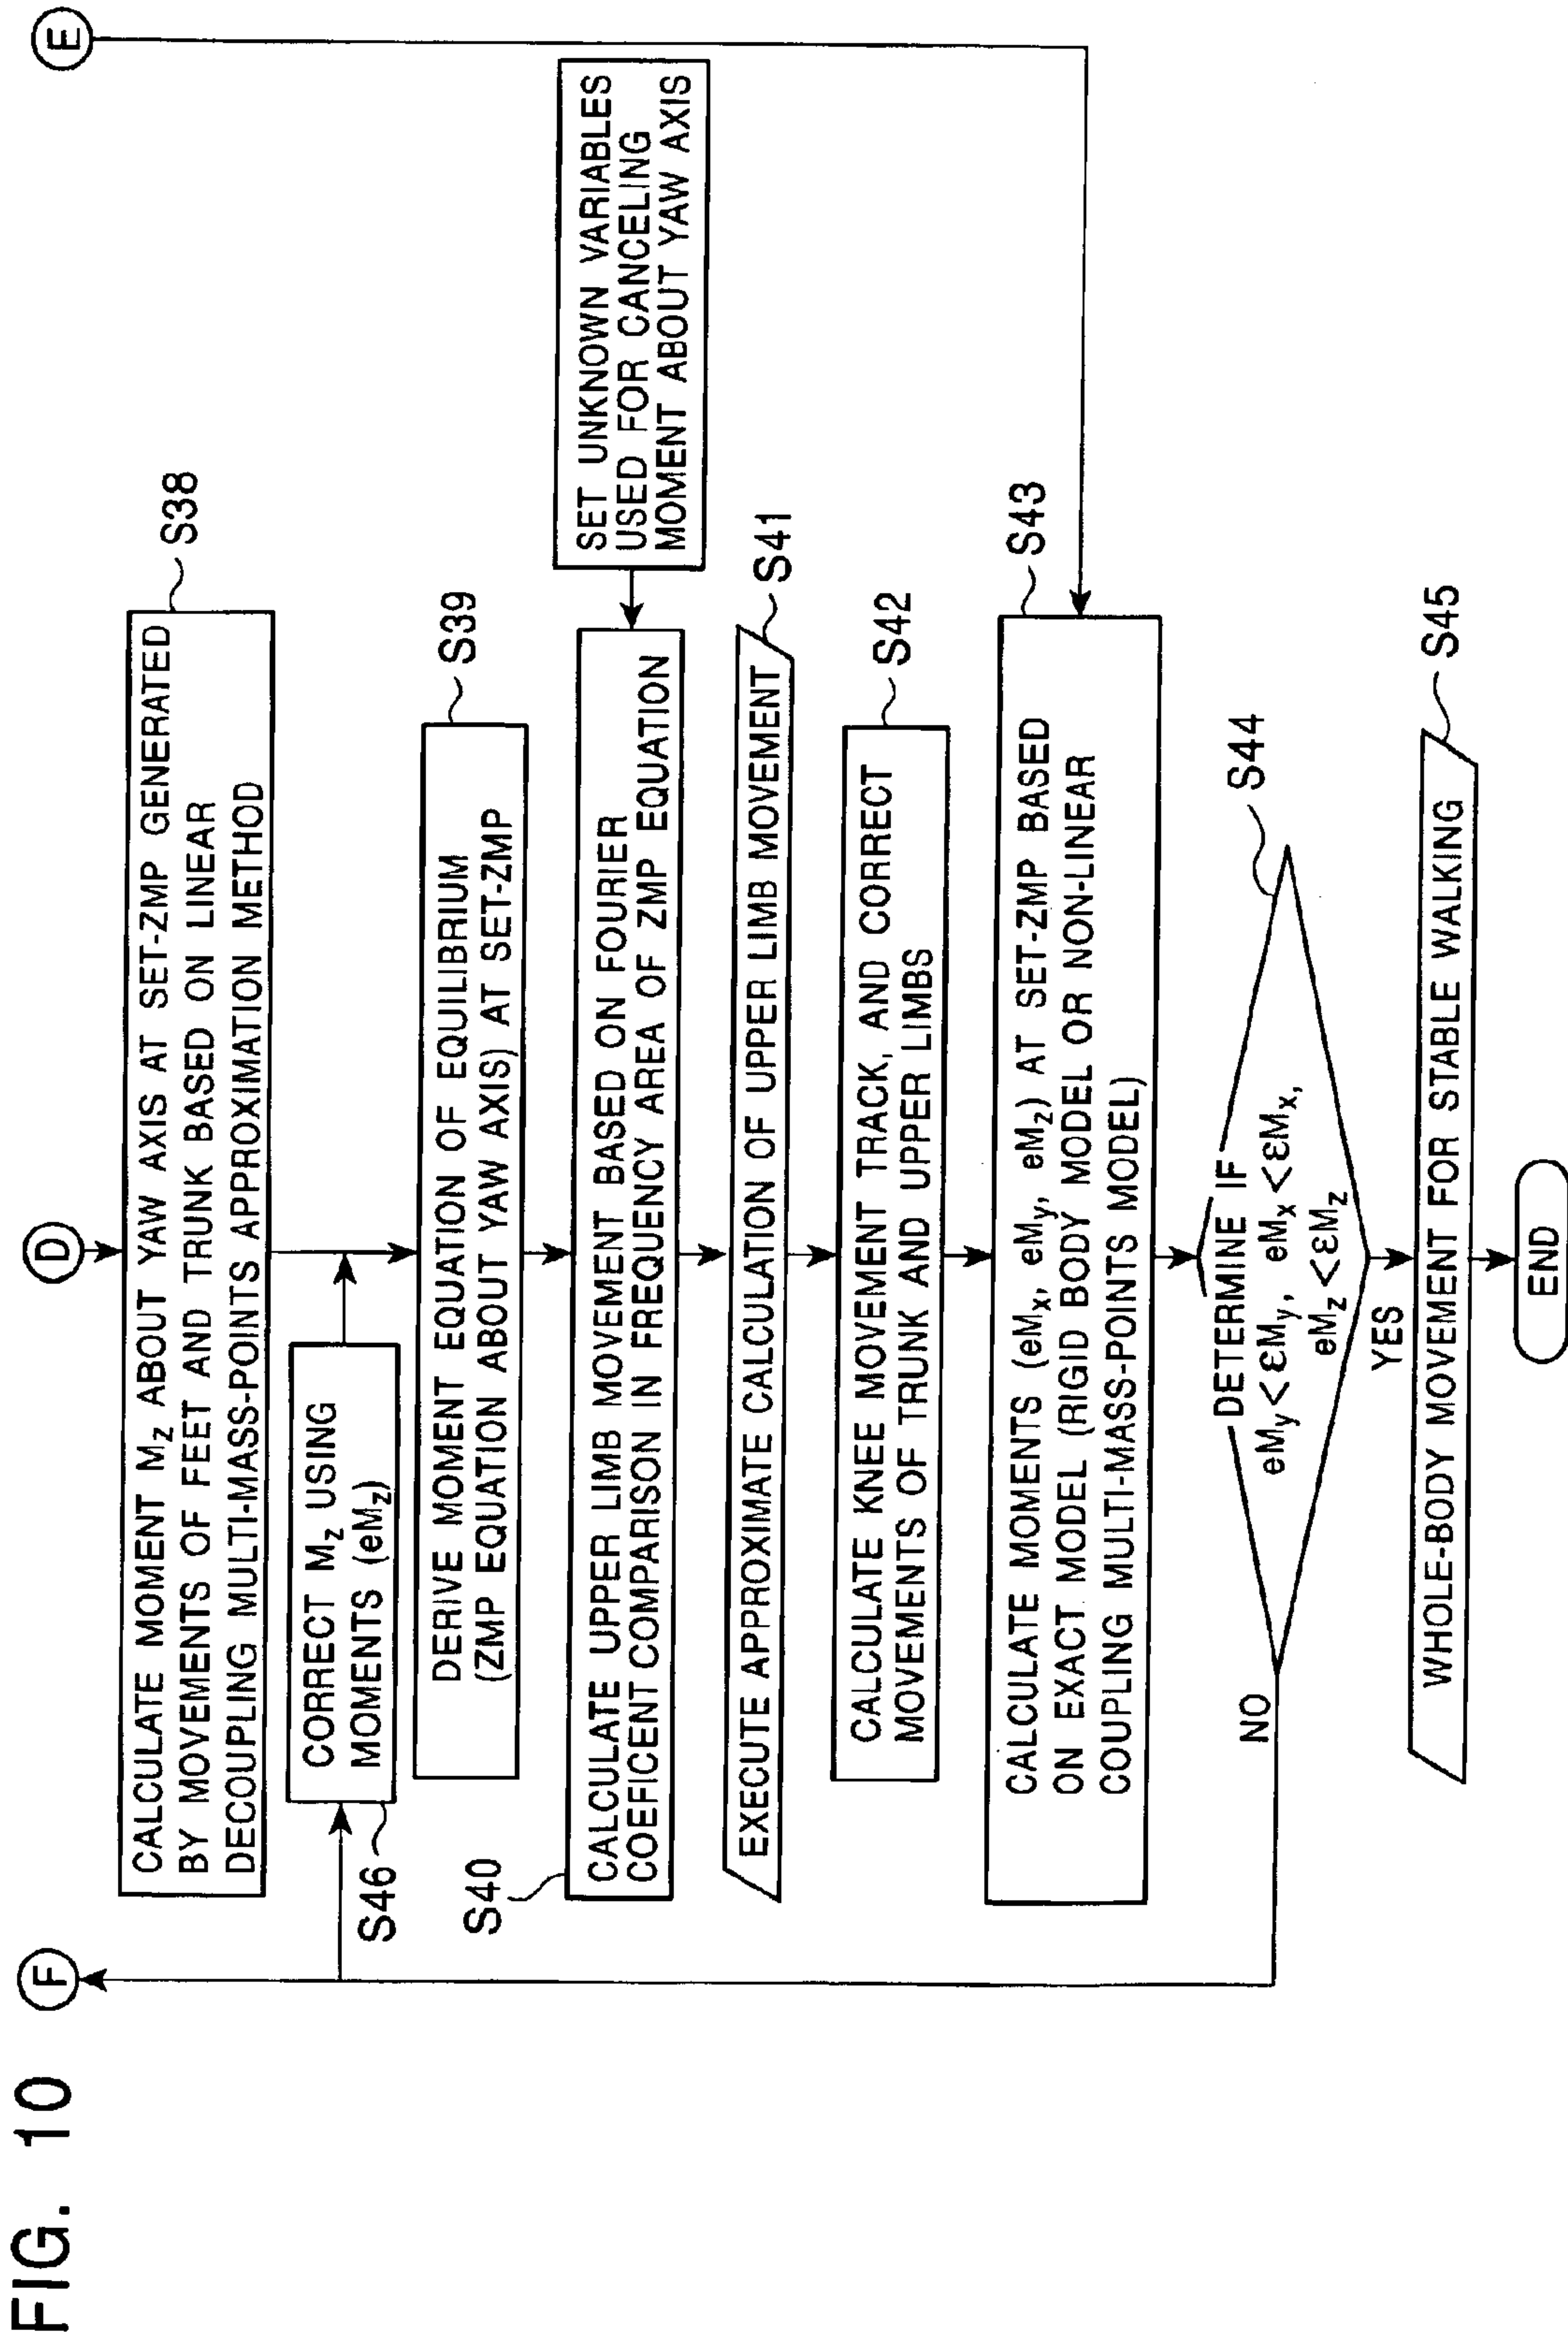 FIG. 10
F
D
E
CALCULATE MOMENT Mz ABOUT YAW AXIS AT SET-ZMP GENERATED
BY MOVEMENTS OF FEET AND TRUNK BASED ON LINEAR
DECOUPLING MULTI-MASS-POINTS APPROXIMATION METHOD
S38
CORRECT Mz USING
MOMENTS (eMz)
S46
DERIVE MOMENT EQUATION OF EQUILIBRIUM
(ZMP EQUATION ABOUT YAW AXIS) AT SET-ZMP
S39
S40
CALCULATE UPPER LIMB MOVEMENT BASED ON FOURIER
COEFICENT COMPARISON IN FREQUENCY AREA OF ZMP EQUATION
SET UNKNOWN VARIABLES
USED FOR CANCELING
MOMENT ABOUT YAW AXIS
EXECUTE APPROXIMATE CALCULATION OF UPPER LIMB MOVEMENT
S41
CALCULATE KNEE MOVEMENT TRACK, AND CORRECT
MOVEMENTS OF TRUNK AND UPPER LIMBS
S42
CALCULATE MOMENTS (eMx, eMy, eMz) AT SET-ZMP BASED
ON EXACT MODEL (RIGID BODY MODEL OR NON-LINEAR
COUPLING MULTI-MASS-POINTS MODEL)
S43
DETERMINE IF
eMy<εMy, eMx<εMx,
eMz<εMz
S44
NO
YES
WHOLE-BODY MOVEMENT FOR STABLE WALKING
S45
END